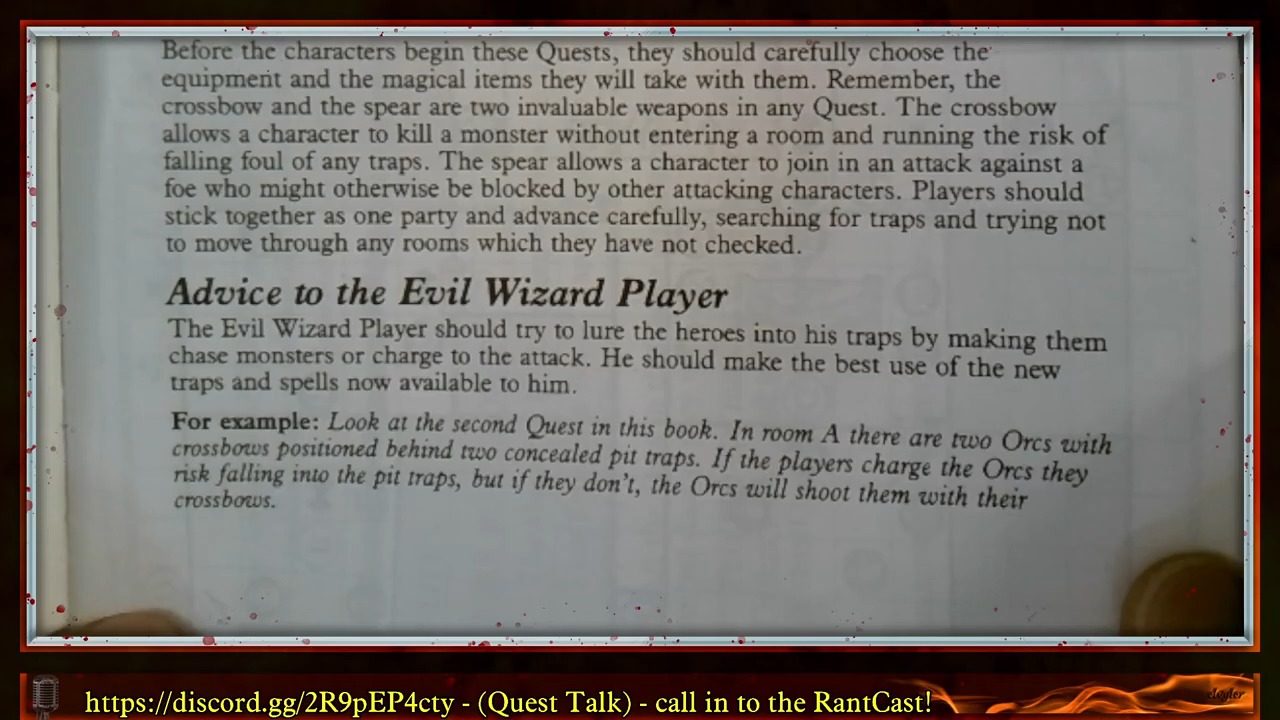 Before the characters begin these Quests, they should carefully choose the
equipment and the magical items they will take with them. Remember, the
crossbow and the spear are two invaluable weapons in any Quest. The crossbow
allows a character to kill a monster without entering a room and running the risk of
falling foul of any traps. The spear allows a character to join in an attack against a
foe who might otherwise be blocked by other attacking characters. Players should
stick together as one party and advance carefully, searching for traps and trying not
to move through any rooms which they have not checked.
Advice to the Evil Wizard Player
The Evil Wizard Player should try to lure the heroes into his traps by making them
chase monsters or charge to the attack. He should make the best use of the new
traps and spells now available to him.
For example: Look at the second Quest in this book. In room A there are two Orcs with
crossbows positioned behind two concealed pit traps. If the players charge the Orcs they
risk falling into the pit traps, but if they don't, the Orcs will shoot them with their
crossbows.
https://discord.gg/2R9pEP4cty - (Quest Talk) - call in to the RantCast!